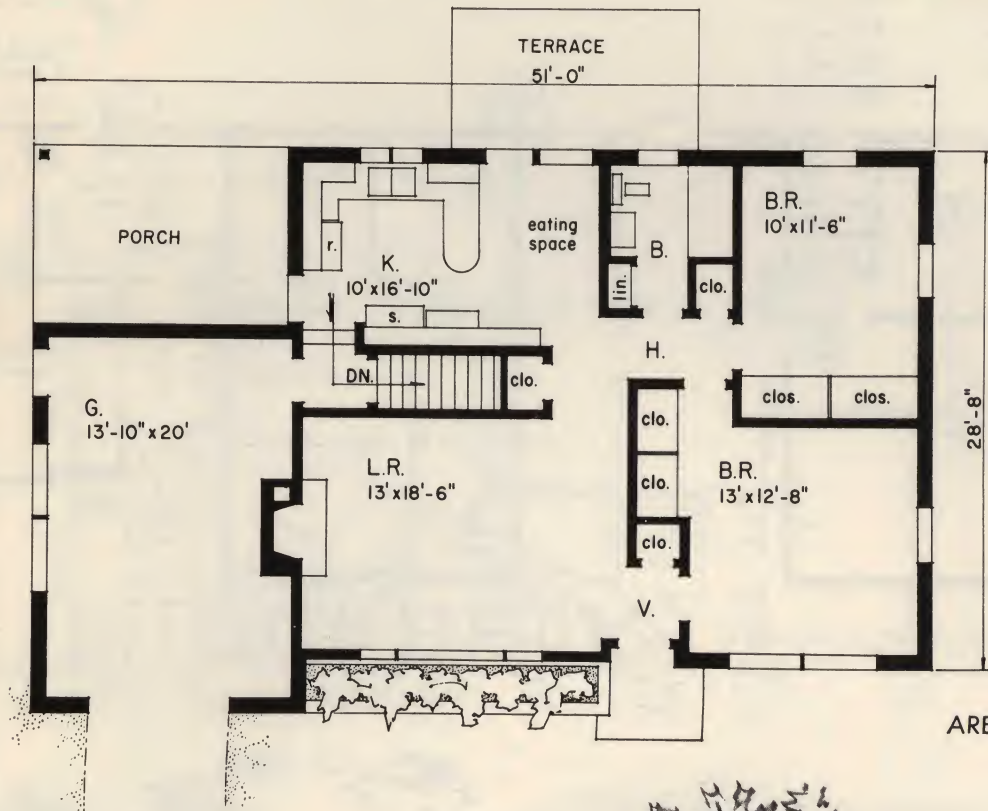 TERRACE
51'-0"
PORCH
r.
K.
10'x16'-10"
s.
eating
space
B.
lin.
clo.
B.R.
10'x11'-6"
H.
DN.
clo.
clos.
clos.
28'-8"
G.
13'-10"x20'
L.R.
13'x18'-6"
clo.
clo.
B.R.
13'x12'-8"
clo.
V.
ARE